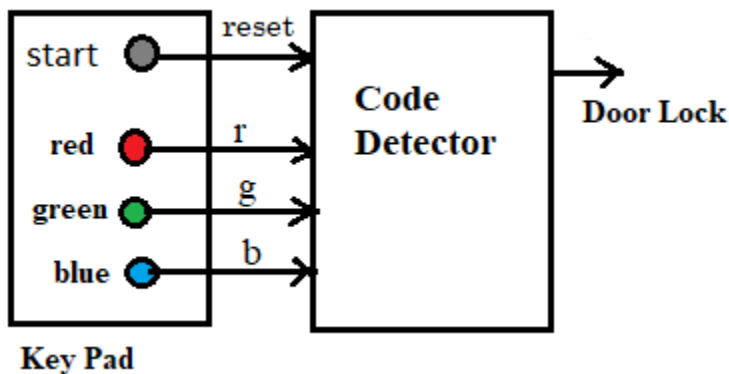 start
reset
red
r
green
g
blue
b
Code
Detector
Door Lock
Key Pad